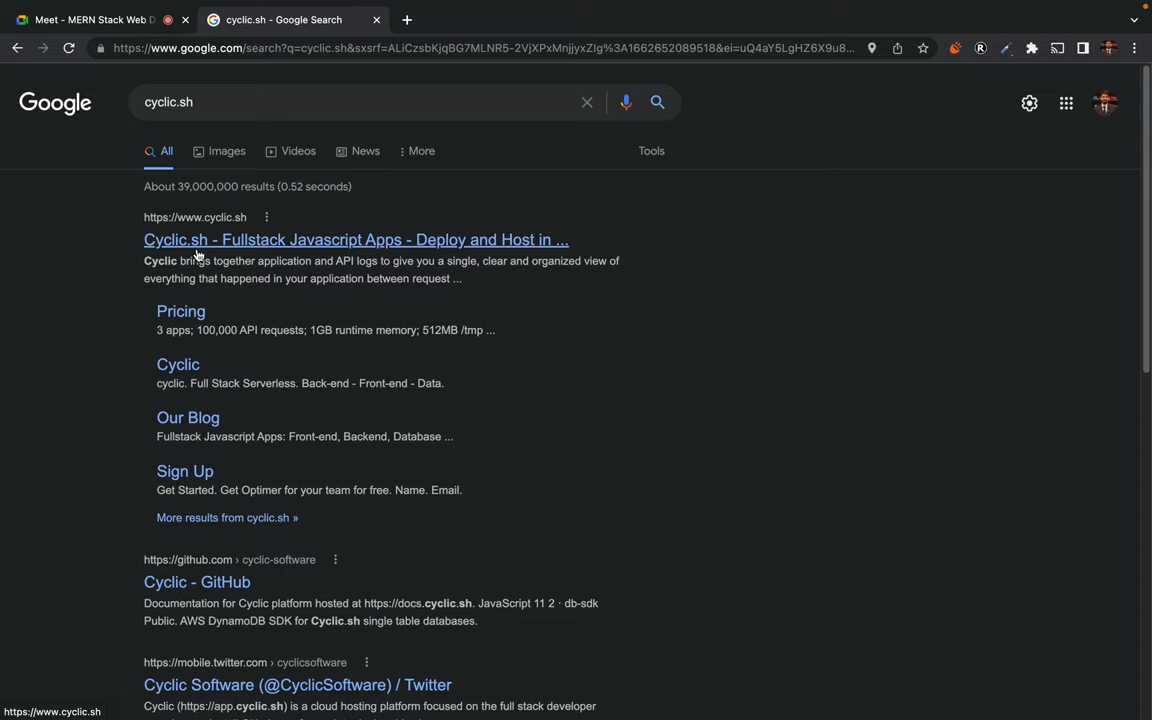 Meet - MERN Stack Web D
cyclic.sh - Google Search
https://www.google.com/search?q=cyclic.sh&sxsrf=ALiCzsbKjqBG7MLNR5-2VjXPxMnjjyxZIg%3A1662652089518&ei=uQ4aY5LgHZ6X9u8...
Google
cyclic.sh
All
Images
Videos
News
More
Tools
About 39,000,000 results (0.52 seconds)
https://www.cyclic.sh
Cyclic.sh - Fullstack Javascript Apps - Deploy and Host in ...
Cyclic brings together application and API logs to give you a single, clear and organized view of
everything that happened in your application between request ...
Pricing
3 apps; 100,000 API requests; 1GB runtime memory; 512MB /tmp ...
Cyclic
cyclic. Full Stack Serverless. Back-end - Front-end - Data.
Our Blog
Fullstack Javascript Apps: Front-end, Backend, Database ...
Sign Up
Get Started. Get Optimer for your team for free. Name. Email.
More results from cyclic.sh »
https://github.com › cyclic-software
Cyclic - GitHub
Documentation for Cyclic platform hosted at https://docs.cyclic.sh. JavaScript 11 2 · db-sdk
Public. AWS DynamoDB SDK for Cyclic.sh single table databases.
https://mobile.twitter.com › cyclicsoftware
Cyclic Software (@CyclicSoftware) / Twitter
Cyclic (https://app.cyclic.sh) is a cloud hosting platform focused on the full stack developer
https://www.cyclic.sh